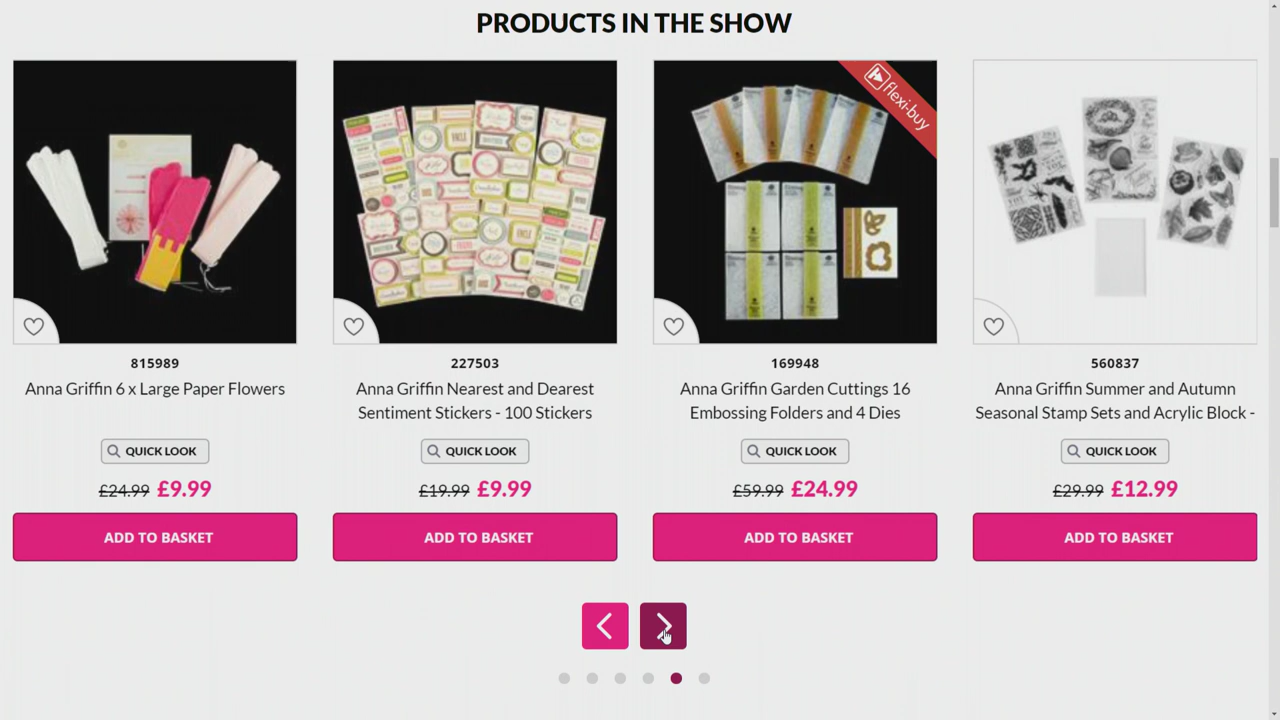 PRODUCTS IN THE SHOW
flexi-buy
815989
Anna Griffin 6 x Large Paper Flowers
QUICK LOOK
£24.99 £9.99
ADD TO BASKET
227503
Anna Griffin Nearest and Dearest
Sentiment Stickers - 100 Stickers
QUICK LOOK
£19.99 £9.99
ADD TO BASKET
169948
Anna Griffin Garden Cuttings 16
Embossing Folders and 4 Dies
QUICK LOOK
£59.99 £24.99
ADD TO BASKET
560837
Anna Griffin Summer and Autumn
Seasonal Stamp Sets and Acrylic Block -
QUICK LOOK
£29.99 £12.99
ADD TO BASKET